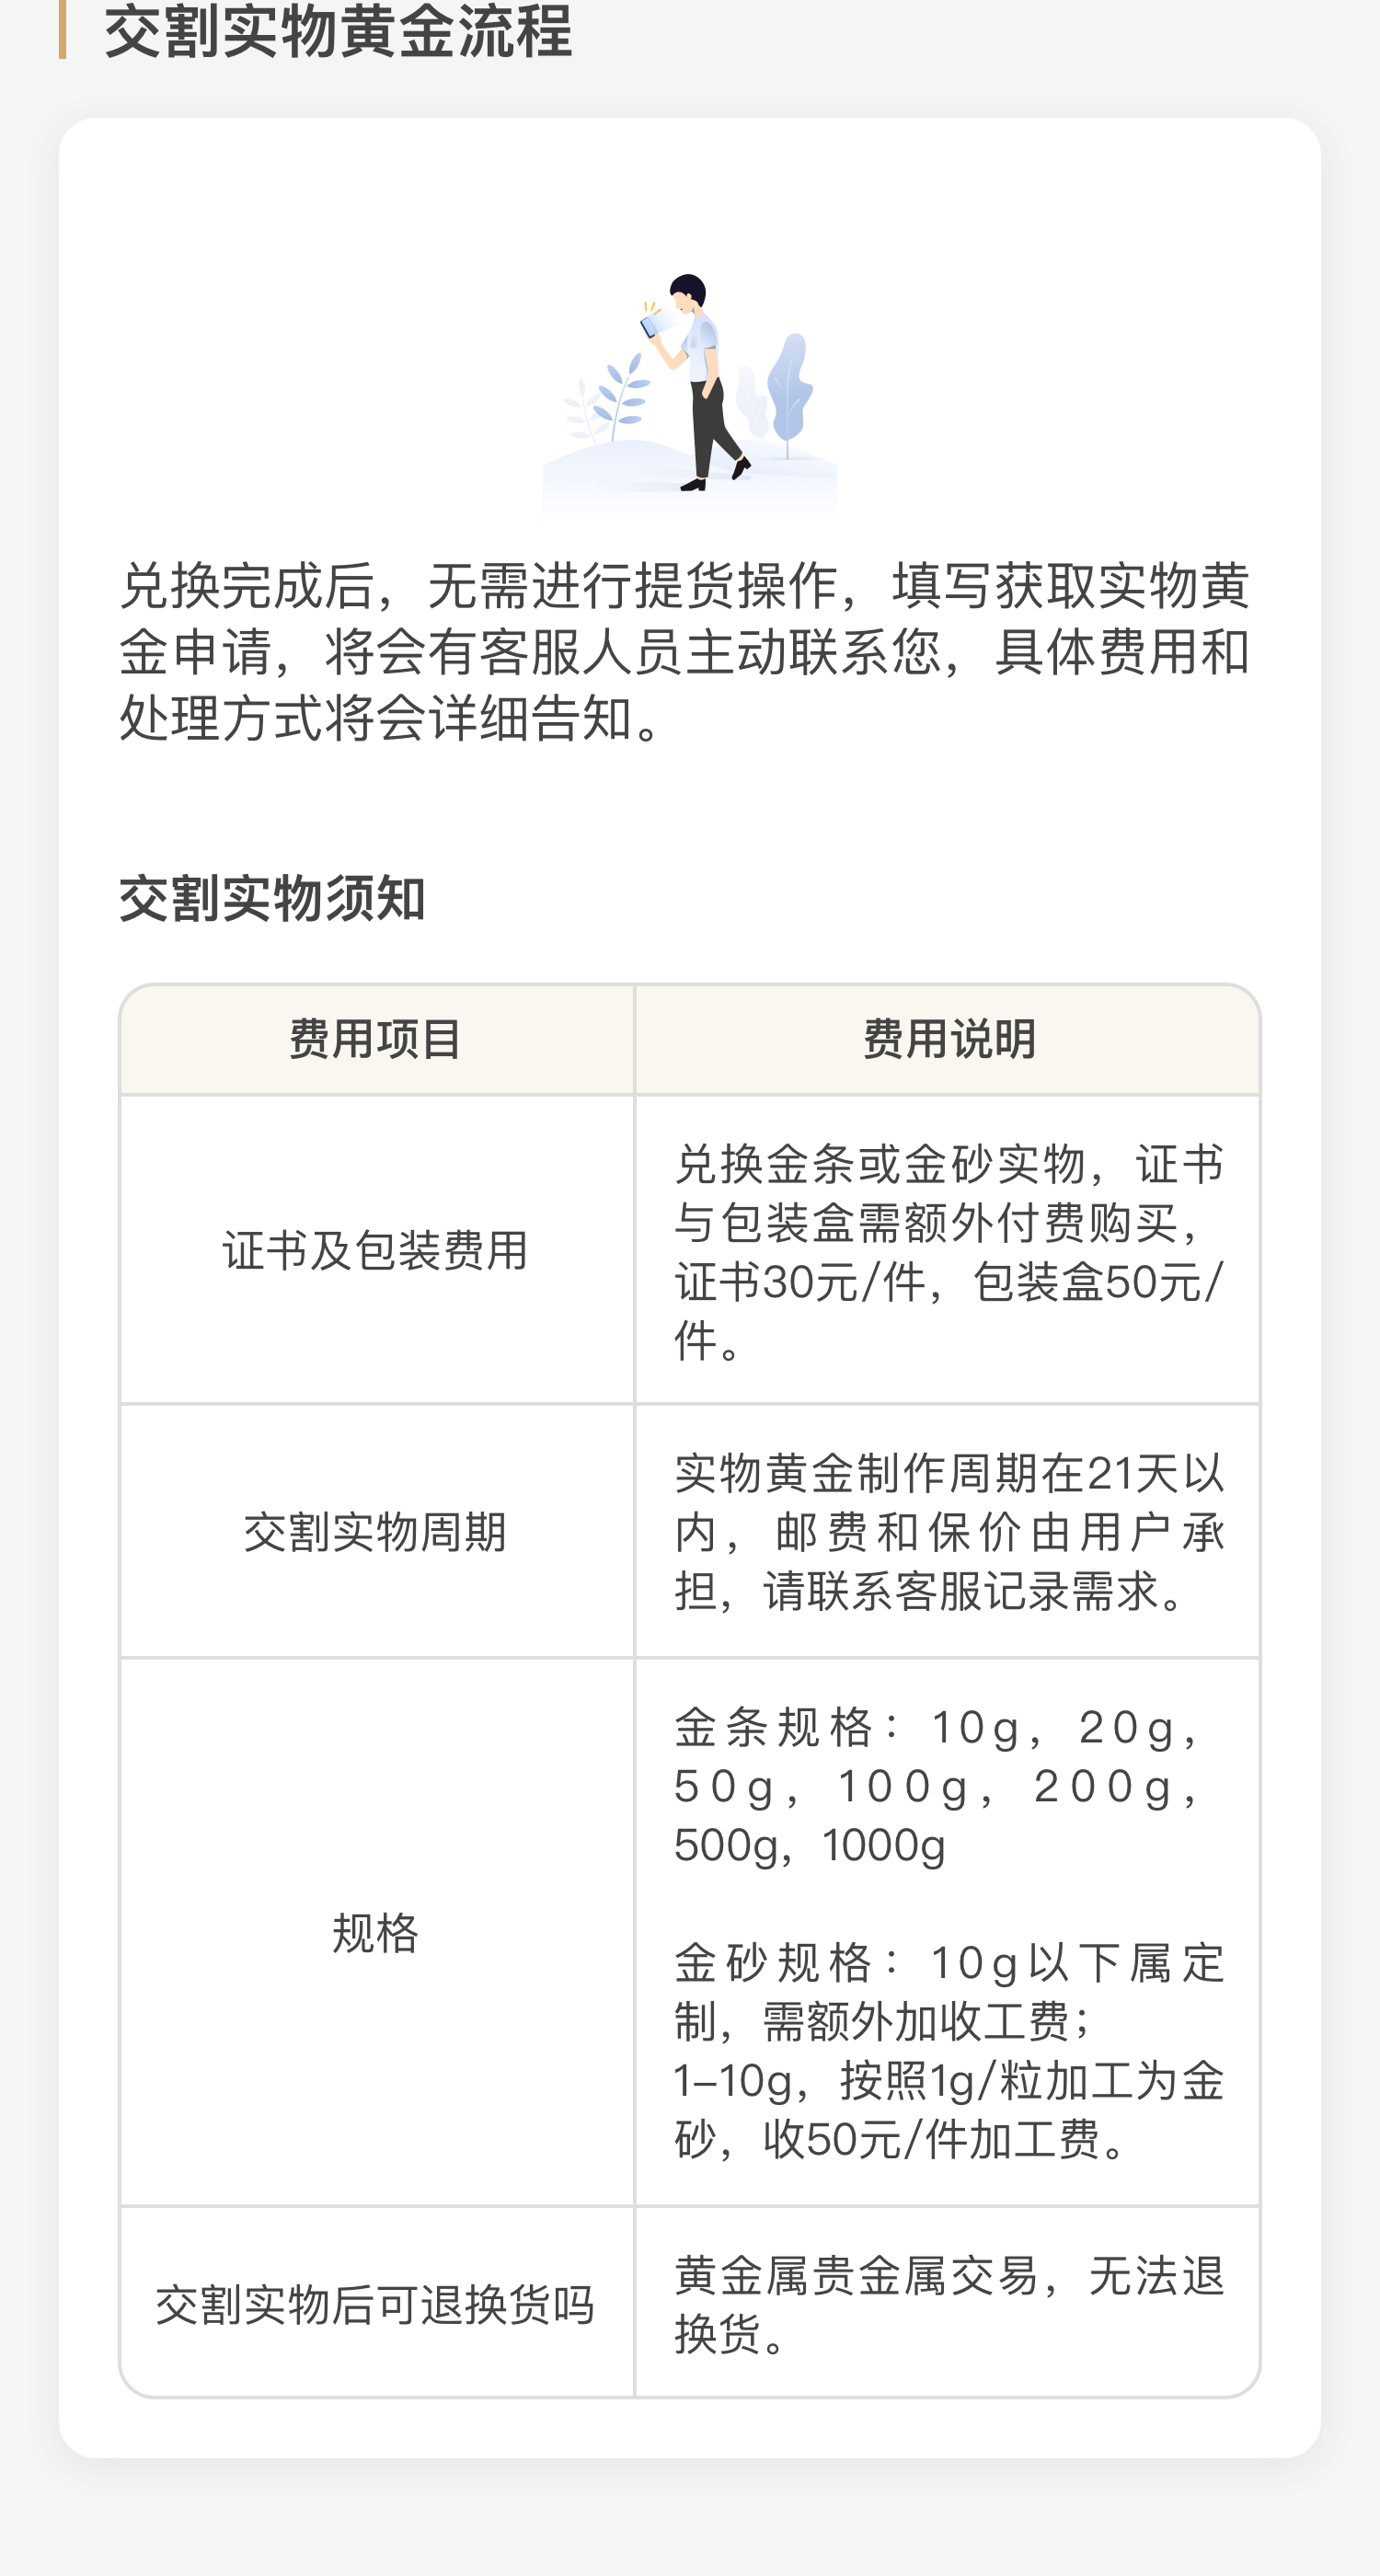 交割实物黄金流程
兑换完成后，无需进行提货操作，填写获取实物黄
金申请，将会有客服人员主动联系您，具体费用和
处理方式将会详细告知。
交割实物须知
费用项目
费用说明
证书及包装费用
兑换金条或金砂实物，证书
与包装盒需额外付费购买，
证书30元/件，包装盒50元/
件。
交割实物周期
实物黄金制作周期在21天以
内，邮费和保价由用户承
担，请联系客服记录需求。
规格
金条规格：10g，20g，
50g，100g，200g，
500g，1000g
金砂规格：10g以下属定
制，需额外加收工费；
1-10g，按照1g/粒加工为金
砂，收50元/件加工费。
交割实物后可退换货吗
黄金属贵金属交易，无法退
换货。